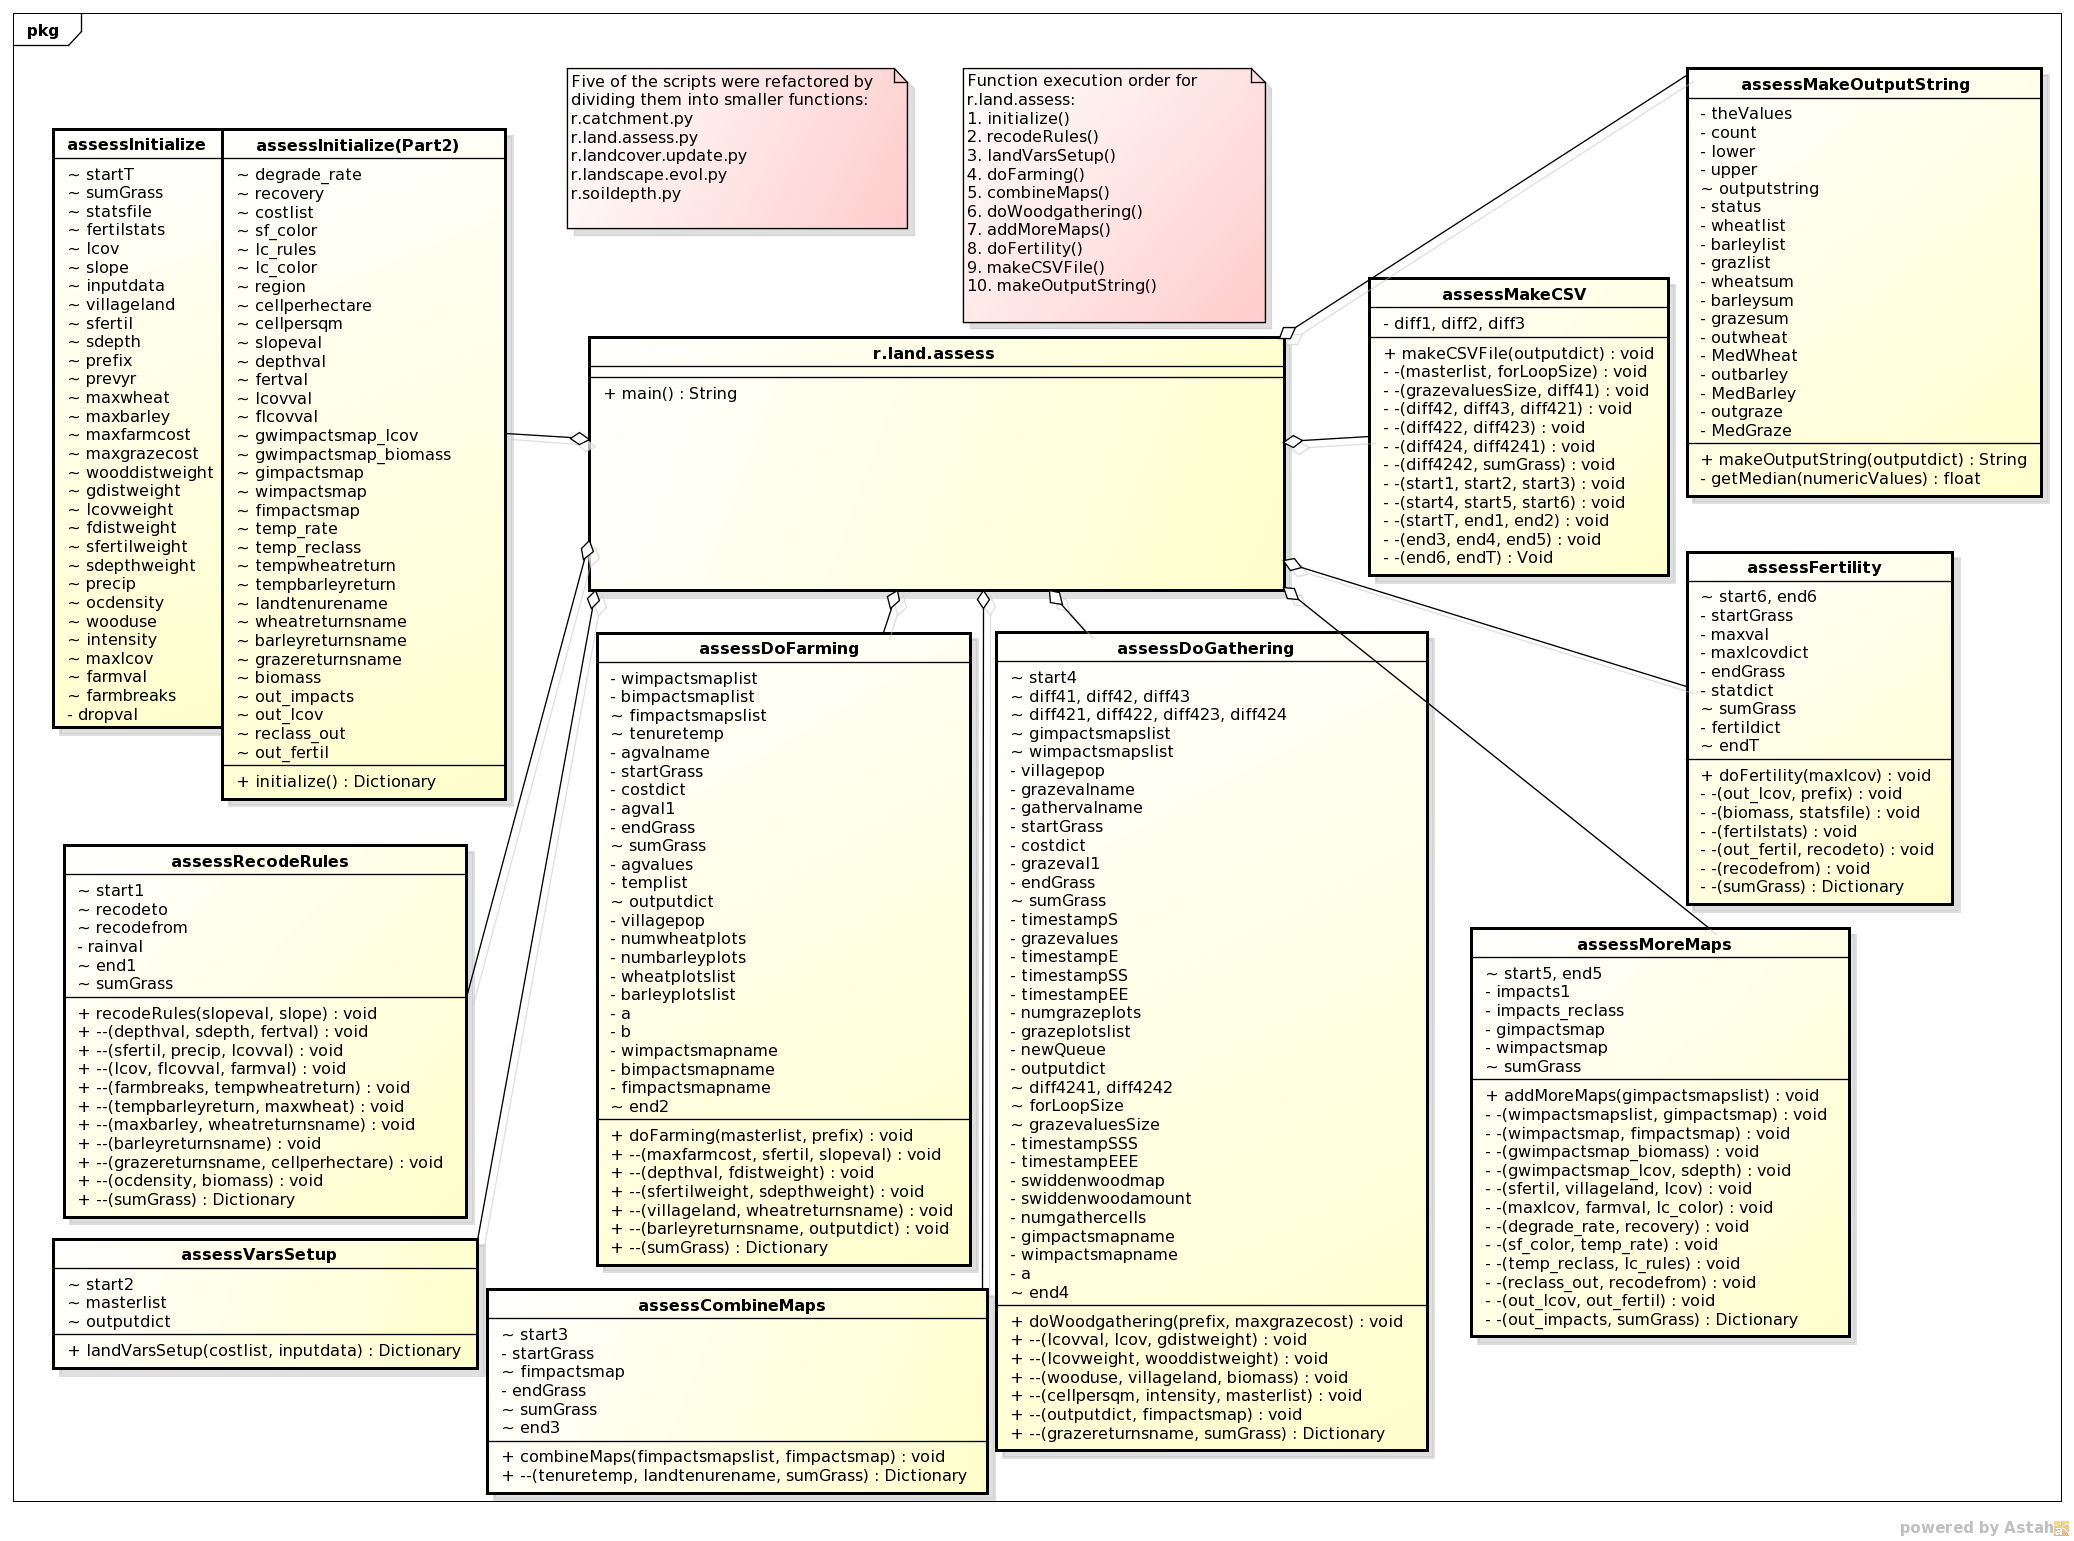 pkg
Five of the scripts were refactored by
dividing them into smaller functions:
r.catchment.py
r.land.assess.py
r.landcover.update.py
r.landscape.evol.py
r.soildepth.py
Function execution order for
r.land.assess:
1. initialize()
2. recodeRules()
3. landVarsSetup()
4. doFarming()
5. combineMaps()
6. doWoodgathering()
7. addMoreMaps()
8. doFertility()
9. makeCSVFile()
10. makeOutputString()
assessInitialize
~ startT
~ sumGrass
~ statsfile
~ fertilstats
~ lcov
~ slope
~ inputdata
~ villageland
~ sfertil
~ sdepth
~ prefix
~ prevyr
~ maxwheat
~ maxbarley
~ maxfarmcost
~ maxgrazecost
~ wooddistweight
~ gdistweight
~ lcovweight
~ fdistweight
~ sfertilweight
~ sdepthweight
~ precip
~ ocdensity
~ wooduse
~ intensity
~ maxlcov
~ farmval
~ farmbreaks
- dropval
assessInitialize(Part2)
~ degrade_rate
~ recovery
~ costlist
~ sf_color
~ lc_rules
~ lc_color
~ region
~ cellperhectare
~ cellpersqm
~ slopeval
~ depthval
~ fertval
~ lcovval
~ flcovval
~ gwimpactsmap_lcov
~ gwimpactsmap_biomass
~ gimpactsmap
~ wimpactsmap
~ fimpactsmap
~ temp_rate
~ temp_reclass
~ tempwheatreturn
~ tempbarleyreturn
~ landtenurename
~ wheatreturnsname
~ barleyreturnsname
~ grazereturnsname
~ biomass
~ out_impacts
~ out_lcov
~ reclass_out
~ out_fertil
+ initialize() : Dictionary
r.land.assess
+ main() : String
assessMakeCSV
- diff1, diff2, diff3
+ makeCSVFile(outputdict) : void
- -(masterlist, forLoopSize) : void
- -(grazevaluesSize, diff41) : void
- -(diff42, diff43, diff421) : void
- -(diff422, diff423) : void
- -(diff424, diff4241) : void
- -(diff4242, sumGrass) : void
- -(start1, start2, start3) : void
- -(start4, start5, start6) : void
- -(startT, end1, end2) : void
- -(end3, end4, end5) : void
- -(end6, endT) : Void
assessMakeOutputString
- theValues
- count
- lower
- upper
~ outputstring
- status
- wheatlist
- barleylist
- grazlist
- wheatsum
- barleysum
- grazesum
- outwheat
- MedWheat
- outbarley
- MedBarley
- outgraze
- MedGraze
+ makeOutputString(outputdict) : String
- getMedian(numericValues) : float
assessFertility
~ start6, end6
- startGrass
- maxval
- maxlcovdict
- endGrass
- statdict
~ sumGrass
- fertildict
~ endT
+ doFertility(maxlcov) : void
- -(out_lcov, prefix) : void
- -(biomass, statsfile) : void
- -(fertilstats) : void
- -(out_fertil, recodeto) : void
- -(recodefrom) : void
- -(sumGrass) : Dictionary
assessRecodeRules
~ start1
~ recodeto
~ recodefrom
- rainval
~ end1
~ sumGrass
+ recodeRules(slopeval, slope) : void
+ --(depthval, sdepth, fertval) : void
+ --(sfertil, precip, lcovval) : void
+ --(lcov, flcovval, farmval) : void
+ --(farmbreaks, tempwheatreturn) : void
+ --(tempbarleyreturn, maxwheat) : void
+ --(maxbarley, wheatreturnsname) : void
+ --(barleyreturnsname) : void
+ --(grazereturnsname, cellperhectare) : void
+ --(ocdensity, biomass) : void
+ --(sumGrass) : Dictionary
assessVarsSetup
~ start2
~ masterlist
~ outputdict
+ landVarsSetup(costlist, inputdata) : Dictionary
assessDoFarming
- wimpactsmaplist
- bimpactsmaplist
~ fimpactsmapslist
~ tenuretemp
- agvalname
- startGrass
- costdict
- agval1
- endGrass
~ sumGrass
- agvalues
- templist
~ outputdict
- villagepop
- numwheatplots
- numbarleyplots
- wheatplotslist
- barleyplotslist
- a
- b
- wimpactsmapname
- bimpactsmapname
- fimpactsmapname
~ end2
+ doFarming(masterlist, prefix) : void
+ --(maxfarmcost, sfertil, slopeval) : void
+ --(depthval, fdistweight) : void
+ --(sfertilweight, sdepthweight) : void
+ --(villageland, wheatreturnsname) : void
+ --(barleyreturnsname, outputdict) : void
+ --(sumGrass) : Dictionary
assessCombineMaps
~ start3
- startGrass
~ fimpactsmap
- endGrass
~ sumGrass
~ end3
+ combineMaps(fimpactsmapslist, fimpactsmap) : void
+ --(tenuretemp, landtenurename, sumGrass) : Dictionary
assessDoGathering
~ start4
~ diff41, diff42, diff43
~ diff421, diff422, diff423, diff424
~ gimpactsmapslist
~ wimpactsmapslist
- villagepop
- grazevalname
- gathervalname
- startGrass
- costdict
- grazeval1
- endGrass
~ sumGrass
- timestampS
- grazevalues
- timestampE
- timestampSS
- timestampEE
- numgrazeplots
- grazeplotslist
- newQueue
- outputdict
~ diff4241, diff4242
~ forLoopSize
~ grazevaluesSize
- timestampSSS
- timestampEEE
- swiddenwoodmap
- swiddenwoodamount
- numgathercells
- gimpactsmapname
- wimpactsmapname
- a
~ end4
+ doWoodgathering(prefix, maxgrazecost) : void
+ --(lcovval, lcov, gdistweight) : void
+ --(lcovweight, wooddistweight) : void
+ --(wooduse, villageland, biomass) : void
+ --(cellpersqm, intensity, masterlist) : void
+ --(outputdict, fimpactsmap) : void
+ --(grazereturnsname, sumGrass) : Dictionary
assessMoreMaps
~ start5, end5
- impacts1
- impacts_reclass
- gimpactsmap
- wimpactsmap
~ sumGrass
+ addMoreMaps(gimpactsmapslist) : void
- -(wimpactsmapslist, gimpactsmap) : void
- -(wimpactsmap, fimpactsmap) : void
- -(gwimpactsmap_biomass) : void
- -(gwimpactsmap_lcov, sdepth) : void
- -(sfertil, villageland, lcov) : void
- -(maxlcov, farmval, lc_color) : void
- -(degrade_rate, recovery) : void
- -(sf_color, temp_rate) : void
- -(temp_reclass, lc_rules) : void
- -(reclass_out, recodefrom) : void
- -(out_lcov, out_fertil) : void
- -(out_impacts, sumGrass) : Dictionary
powered by Astah